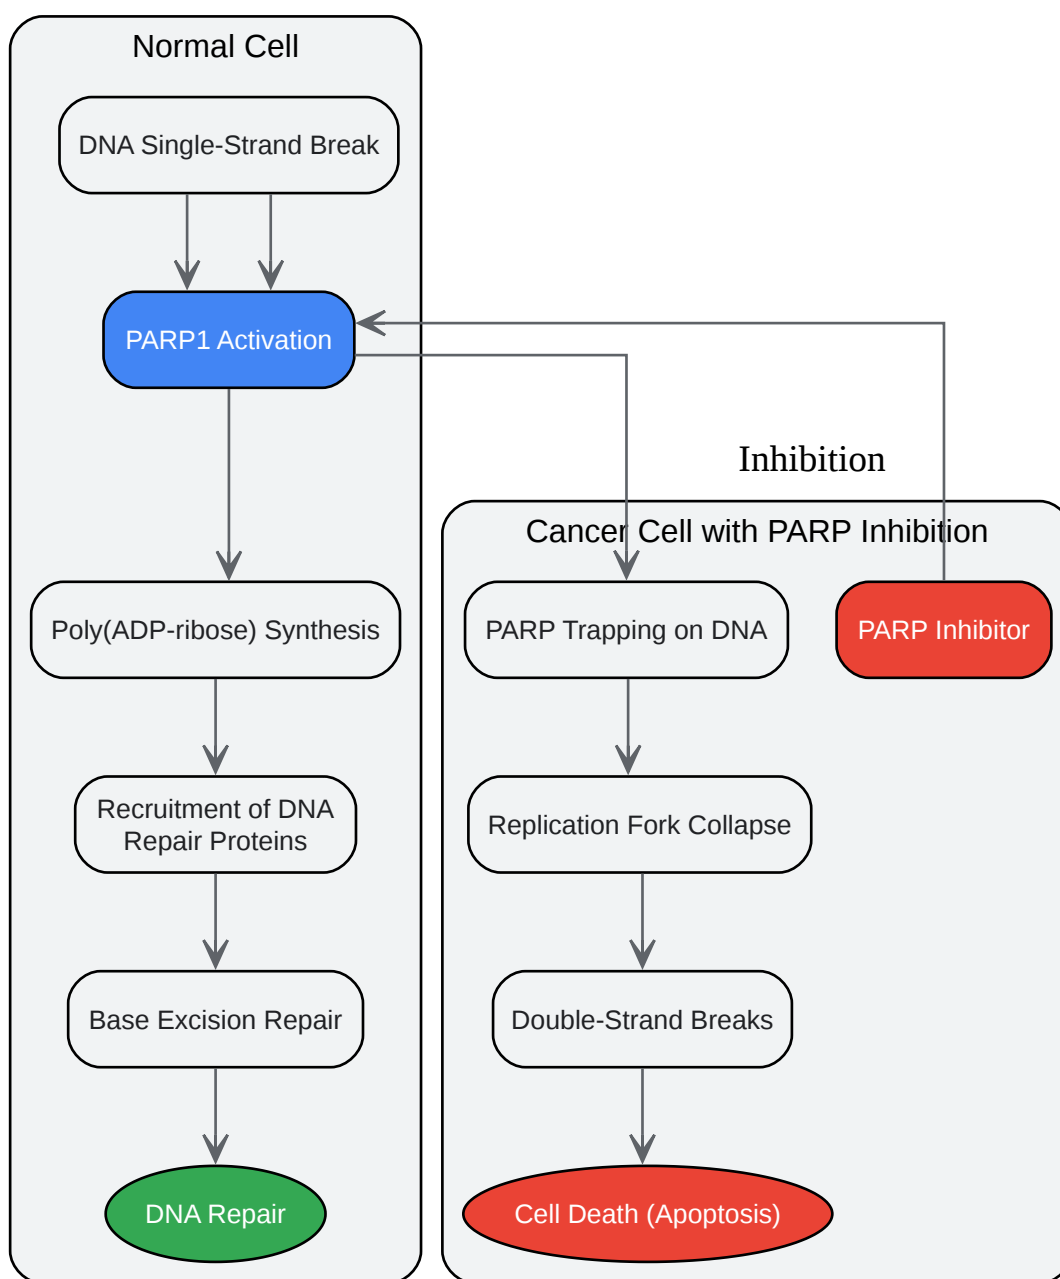 Normal Cell
DNA Single-Strand Break
PARP1 Activation
Inhibition
Cancer Cell with PARP Inhibition
Poly(ADP-ribose) Synthesis
PARP Trapping on DNA
PARP Inhibitor
Recruitment of DNA
Repair Proteins
Replication Fork Collapse
Base Excision Repair
Double-Strand Breaks
DNA Repair
Cell Death (Apoptosis)